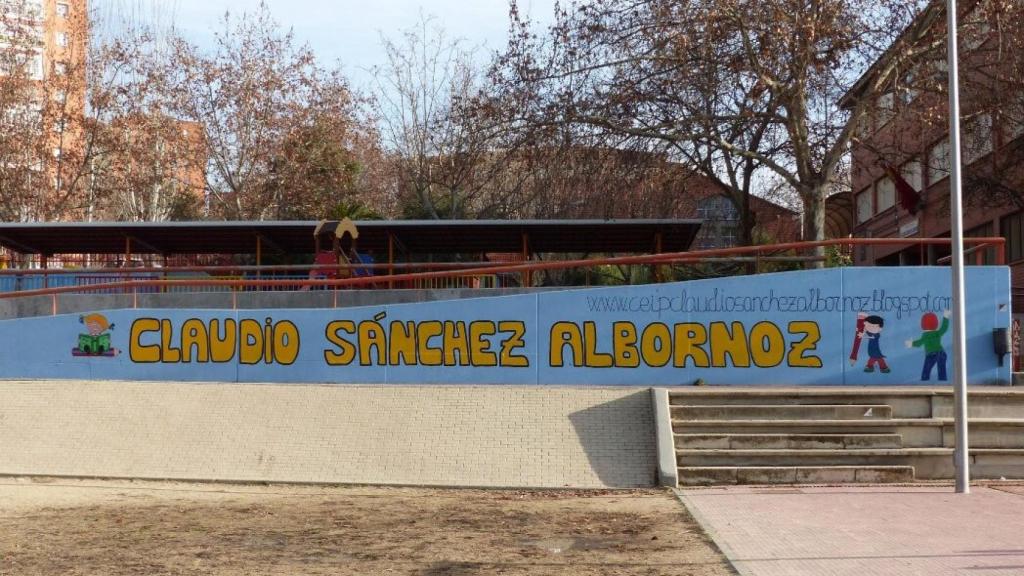 www.ceipclaudiosanchezalbornoz.blogspot.com
CLAUDiO SÁNCHEZ ALBORNOZ